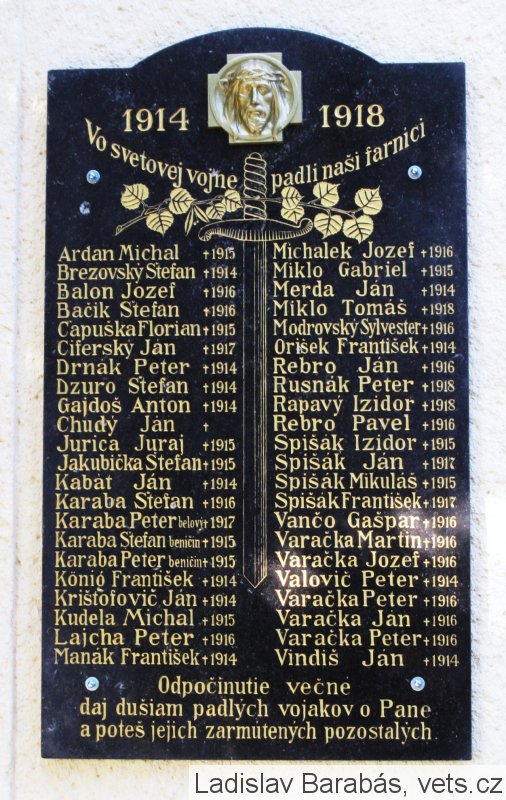 1914 1918
Vo svetovej vojne padli naši farníci
Ardan Michal +1915
Brezovský Štefan +1914
Balon Jozef +1916
Bačik Štefan +1916
Čapuška Florian +1915
Cíferský Ján +1917
Drnák Peter +1914
Dzuro Štefan +1914
Gajdoš Anton +1914
Chudý Ján +
Jurica Juraj +1915
Jakubička Štefan +1915
Kabát Ján +1914
Karaba Štefan +1916
Karaba Peter belový +1917
Karaba Štefan beničin +1915
Karaba Peter beničin +1915
König František +1914
Krištofovič Ján +1914
Kudela Michal +1915
Lajcha Peter +1916
Maňák František +1914
Michalek Jozef +1916
Miklo Gabriel +1915
Merda Ján +1914
Miklo Tomáš +1918
Modrovský Sylvester +1916
Orišek František +1914
Rebro Ján +1916
Rusnák Peter +1918
Rapavý Izidor +1918
Rebro Pavel +1916
Spišák Izidor +1915
Spišák Ján +1917
Spišák Mikuláš +1915
Spišák František +1917
Vančo Gašpar +1916
Varačka Martin +1916
Varačka Jozef +1916
Valovič Peter +1914
Varačka Peter +1916
Varačka Ján +1916
Varačka Peter +1916
Vindiš Ján +1914
Odpočinutie večné
daj dušiam padlých vojakov o Pane
a poteš jejich zarmútených pozostalých.
Ladislav Barabás, vets.cz